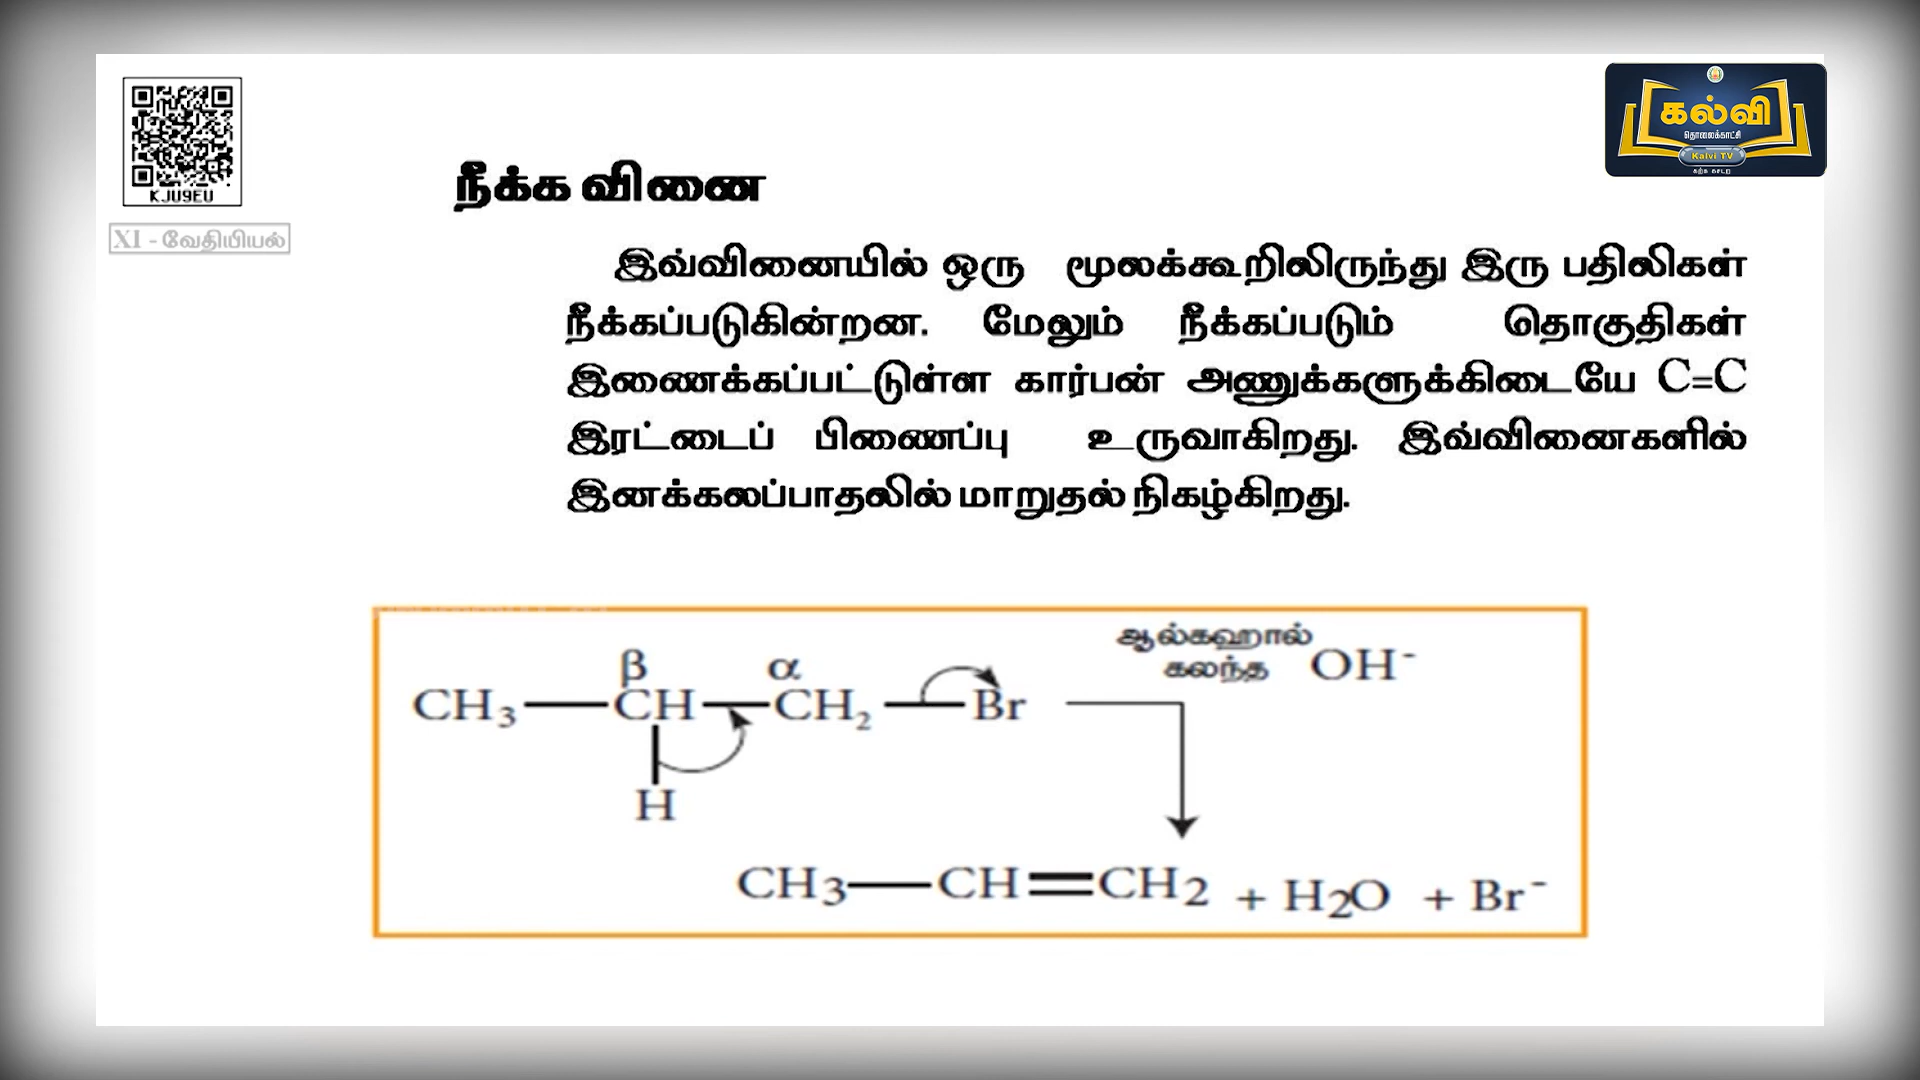 கல்வி
தொலைக்காட்சி
Kalvi TV
கற்க கசடற
KJU9EU
XI - வேதியியல்
நீக்க வினை
இவ்வினையில் ஒரு மூலக்கூறிலிருந்து இரு பதிலிகள்
நீக்கப்படுகின்றன. மேலும் நீக்கப்படும் தொகுதிகள்
இணைக்கப்பட்டுள்ள கார்பன் அணுக்களுக்கிடையே C=C
இரட்டைப் பிணைப்பு உருவாகிறது. இவ்வினைகளில்
இனக்கலப்பாதலில் மாறுதல் நிகழ்கிறது.
ஆல்கஹால்
கலந்த OH⁻
β α
CH₃—CH—CH₂—Br
H
CH3—CH=CH2 + H2O + Br⁻